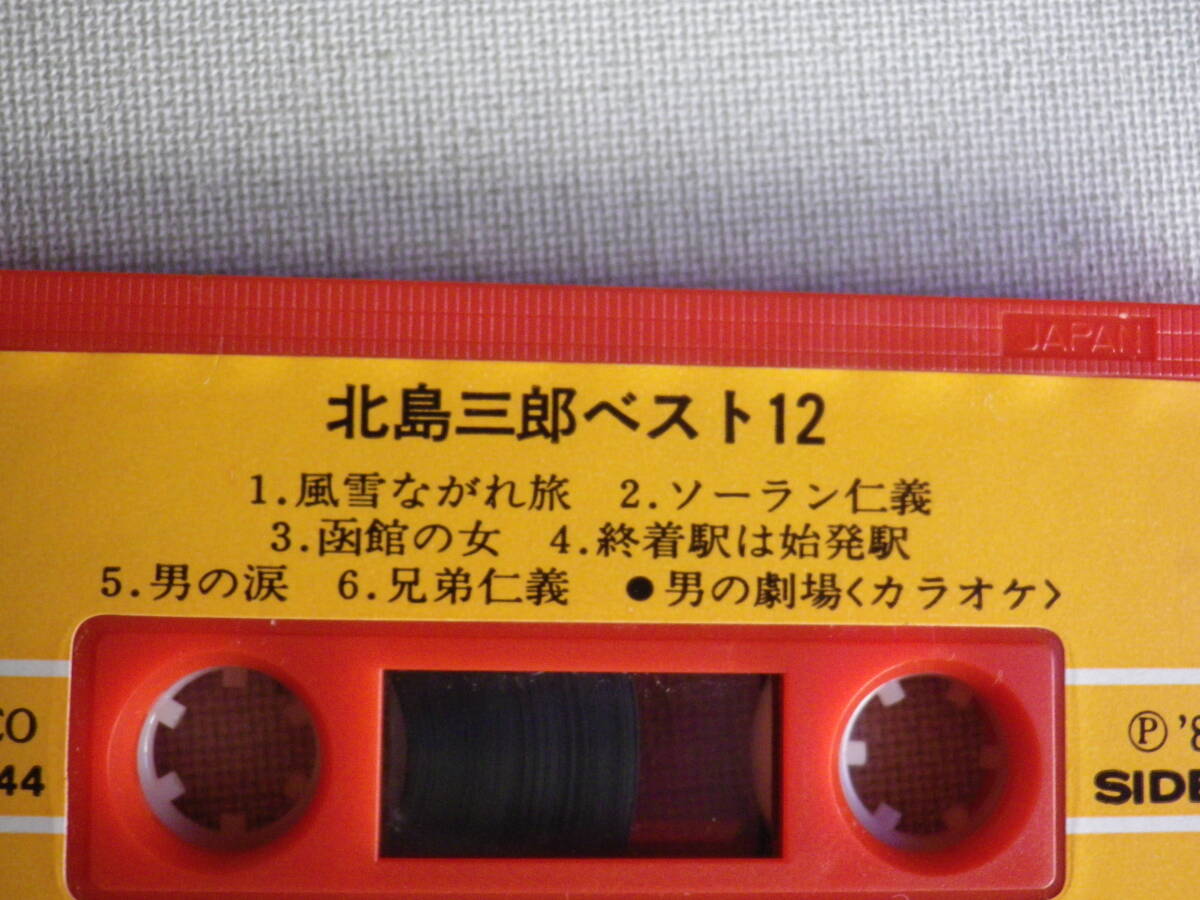 JAPAN
北島三郎ベスト12
1.風雪ながれ旅 2.ソーラン仁義
3.函館の女 4.終着駅は始発駅
5.男の涙 6.兄弟仁義 ●男の劇場<カラオケ>
CO
44
Ⓟ'8
SIDE